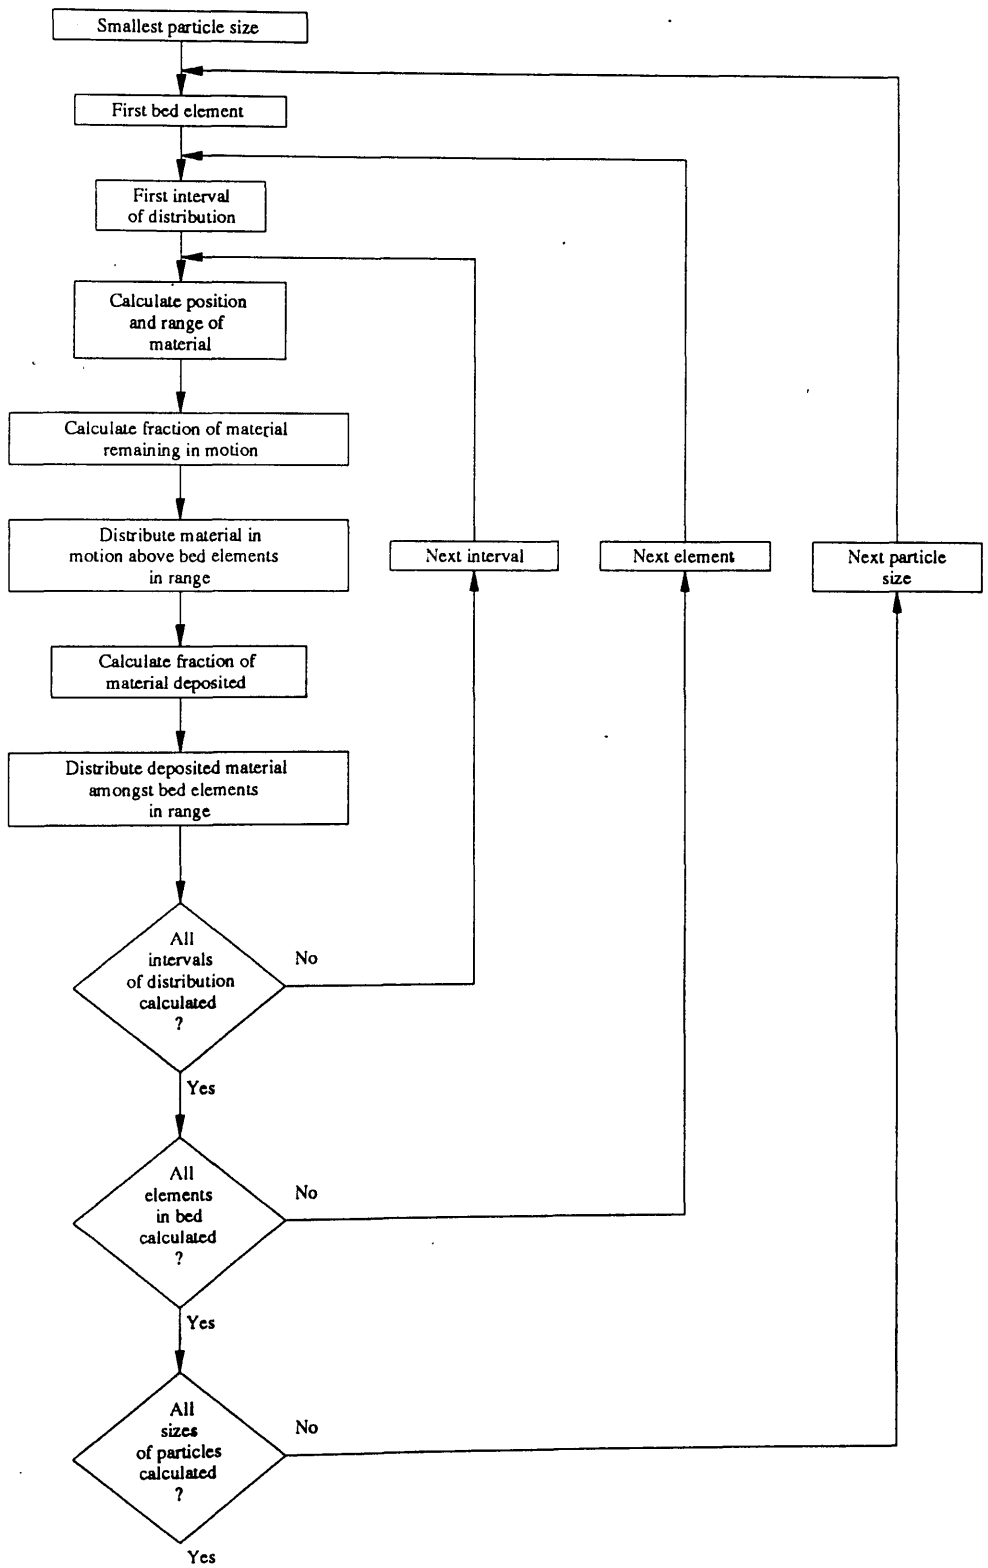 Smallest particle size
First bed element
First interval
of distribution
Calculate position
and range of
material
Calculate fraction of material
remaining in motion
Distribute material in
motion above bed elements
in range
Next interval
Next element
Next particle
size
Calculate fraction of
material deposited
Distribute deposited material
amongst bed elements
in range
All
intervals
of distribution
calculated
?
No
Yes
All
elements
in bed
calculated
?
No
Yes
All
sizes
of particles
calculated
?
No
Yes